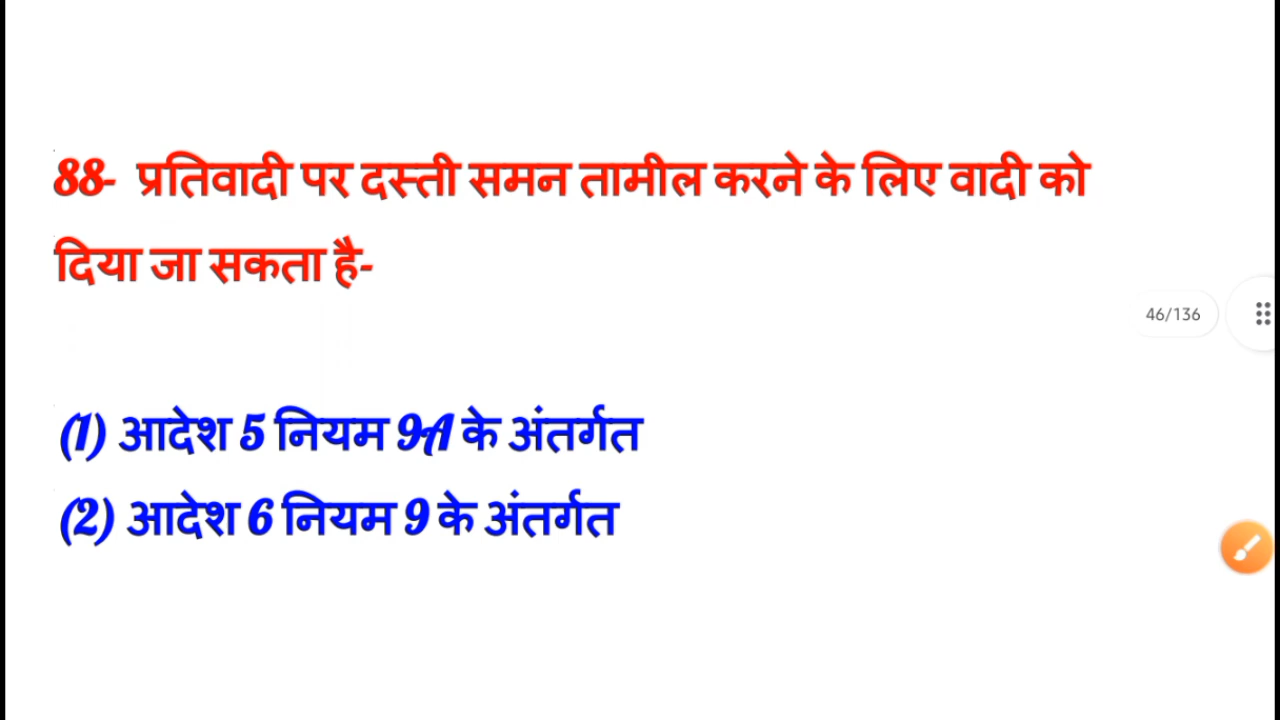 88- प्रतिवादी पर दस्ती समन तामील करने के लिए वादी को
दिया जा सकता है-
46/136
(1) आदेश 5 नियम 9A के अंतर्गत
(2) आदेश 6 नियम 9 के अंतर्गत